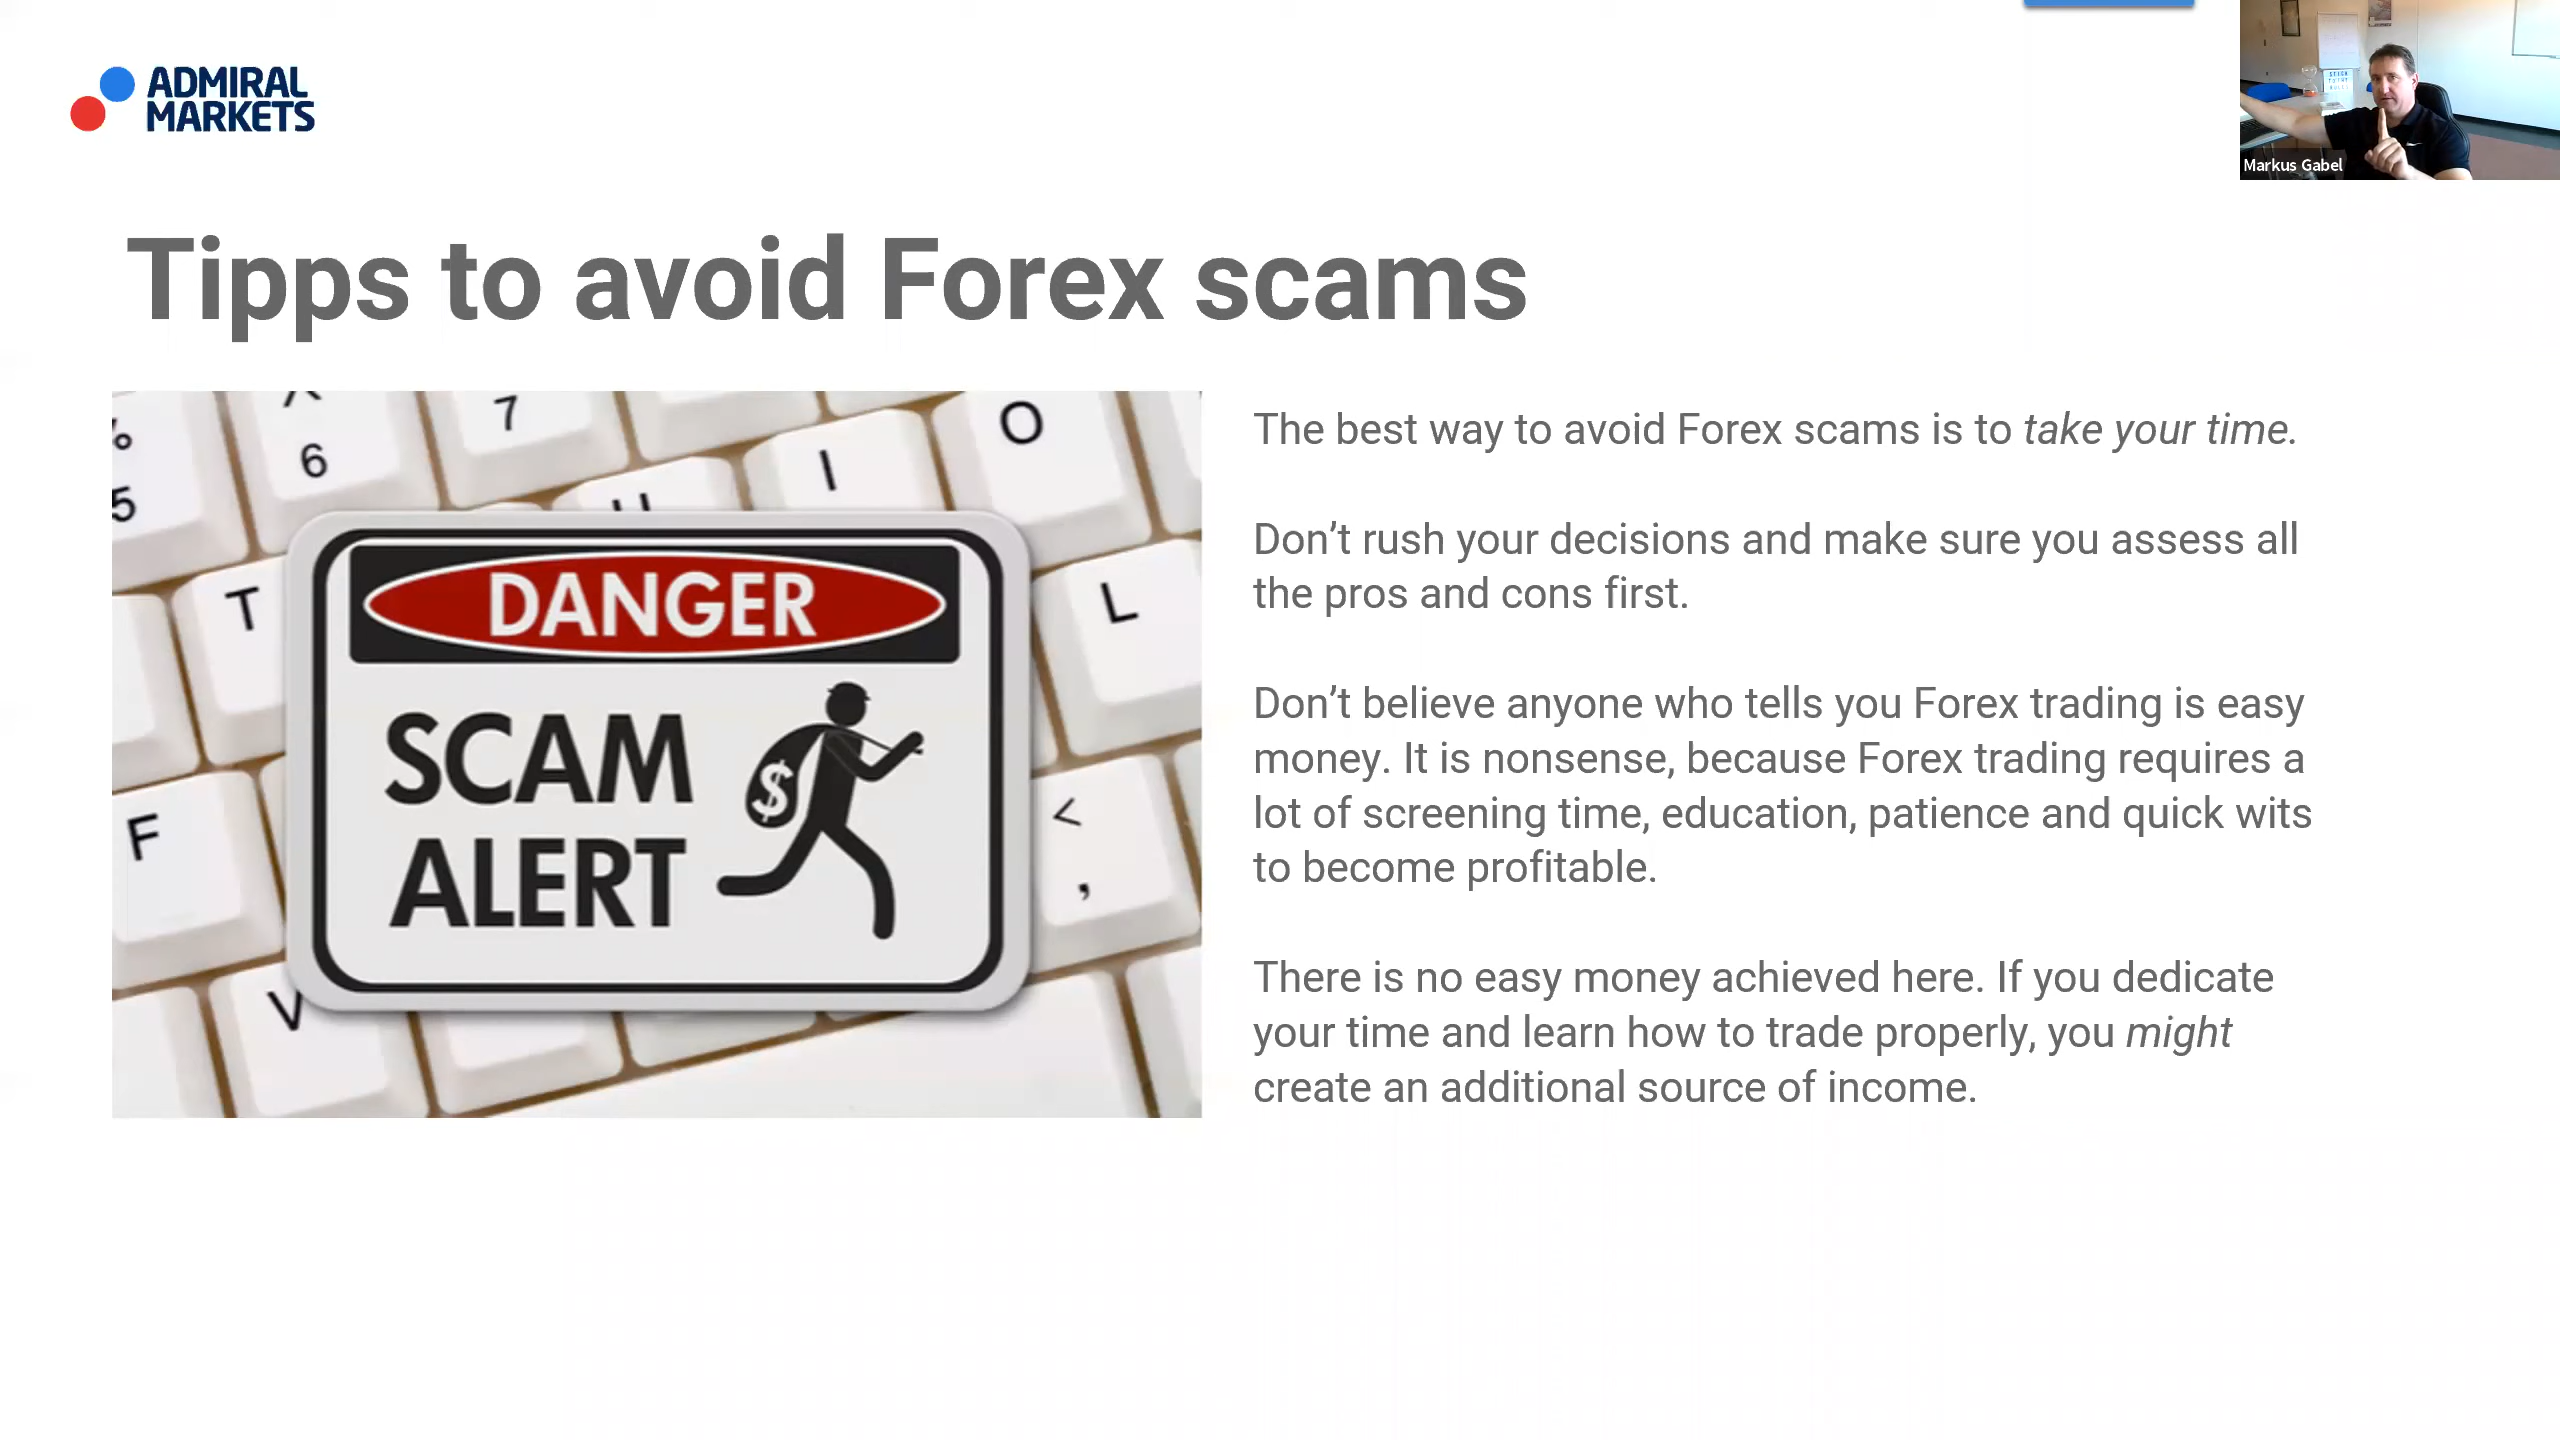 ADMIRAL
MARKETS
Markus Gabel
Tipps to avoid Forex scams
%
5
^
6
7
U
I
O
T
L
F
<
,
V
DANGER
SCAM
$
ALERT
The best way to avoid Forex scams is to take your time.
Don’t rush your decisions and make sure you assess all
the pros and cons first.
Don’t believe anyone who tells you Forex trading is easy
money. It is nonsense, because Forex trading requires a
lot of screening time, education, patience and quick wits
to become profitable.
There is no easy money achieved here. If you dedicate
your time and learn how to trade properly, you might
create an additional source of income.